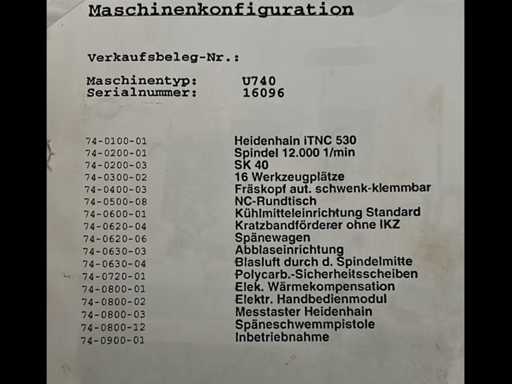 Maschinenkonfiguration
Verkaufsbeleg-Nr.:
Maschinentyp: U740
Serialnummer: 16096
74-0100-01 Heidenhain iTNC 530
74-0200-01 Spindel 12.000 1/min
74-0200-03 SK 40
74-0300-02 16 Werkzeugplätze
74-0400-03 Fräskopf aut. schwenk-klemmbar
74-0500-08 NC-Rundtisch
74-0600-01 Kühlmitteleinrichtung Standard
74-0620-04 Kratzbandförderer ohne IKZ
74-0620-06 Spänewagen
74-0630-03 Abblaseinrichtung
74-0630-04 Blasluft durch d. Spindelmitte
74-0720-01 Polycarb.-Sicherheitsscheiben
74-0800-01 Elek. Wärmekompensation
74-0800-02 Elektr. Handbedienmodul
74-0800-03 Messtaster Heidenhain
74-0800-12 Späneschwemmpistole
74-0900-01 Inbetriebnahme